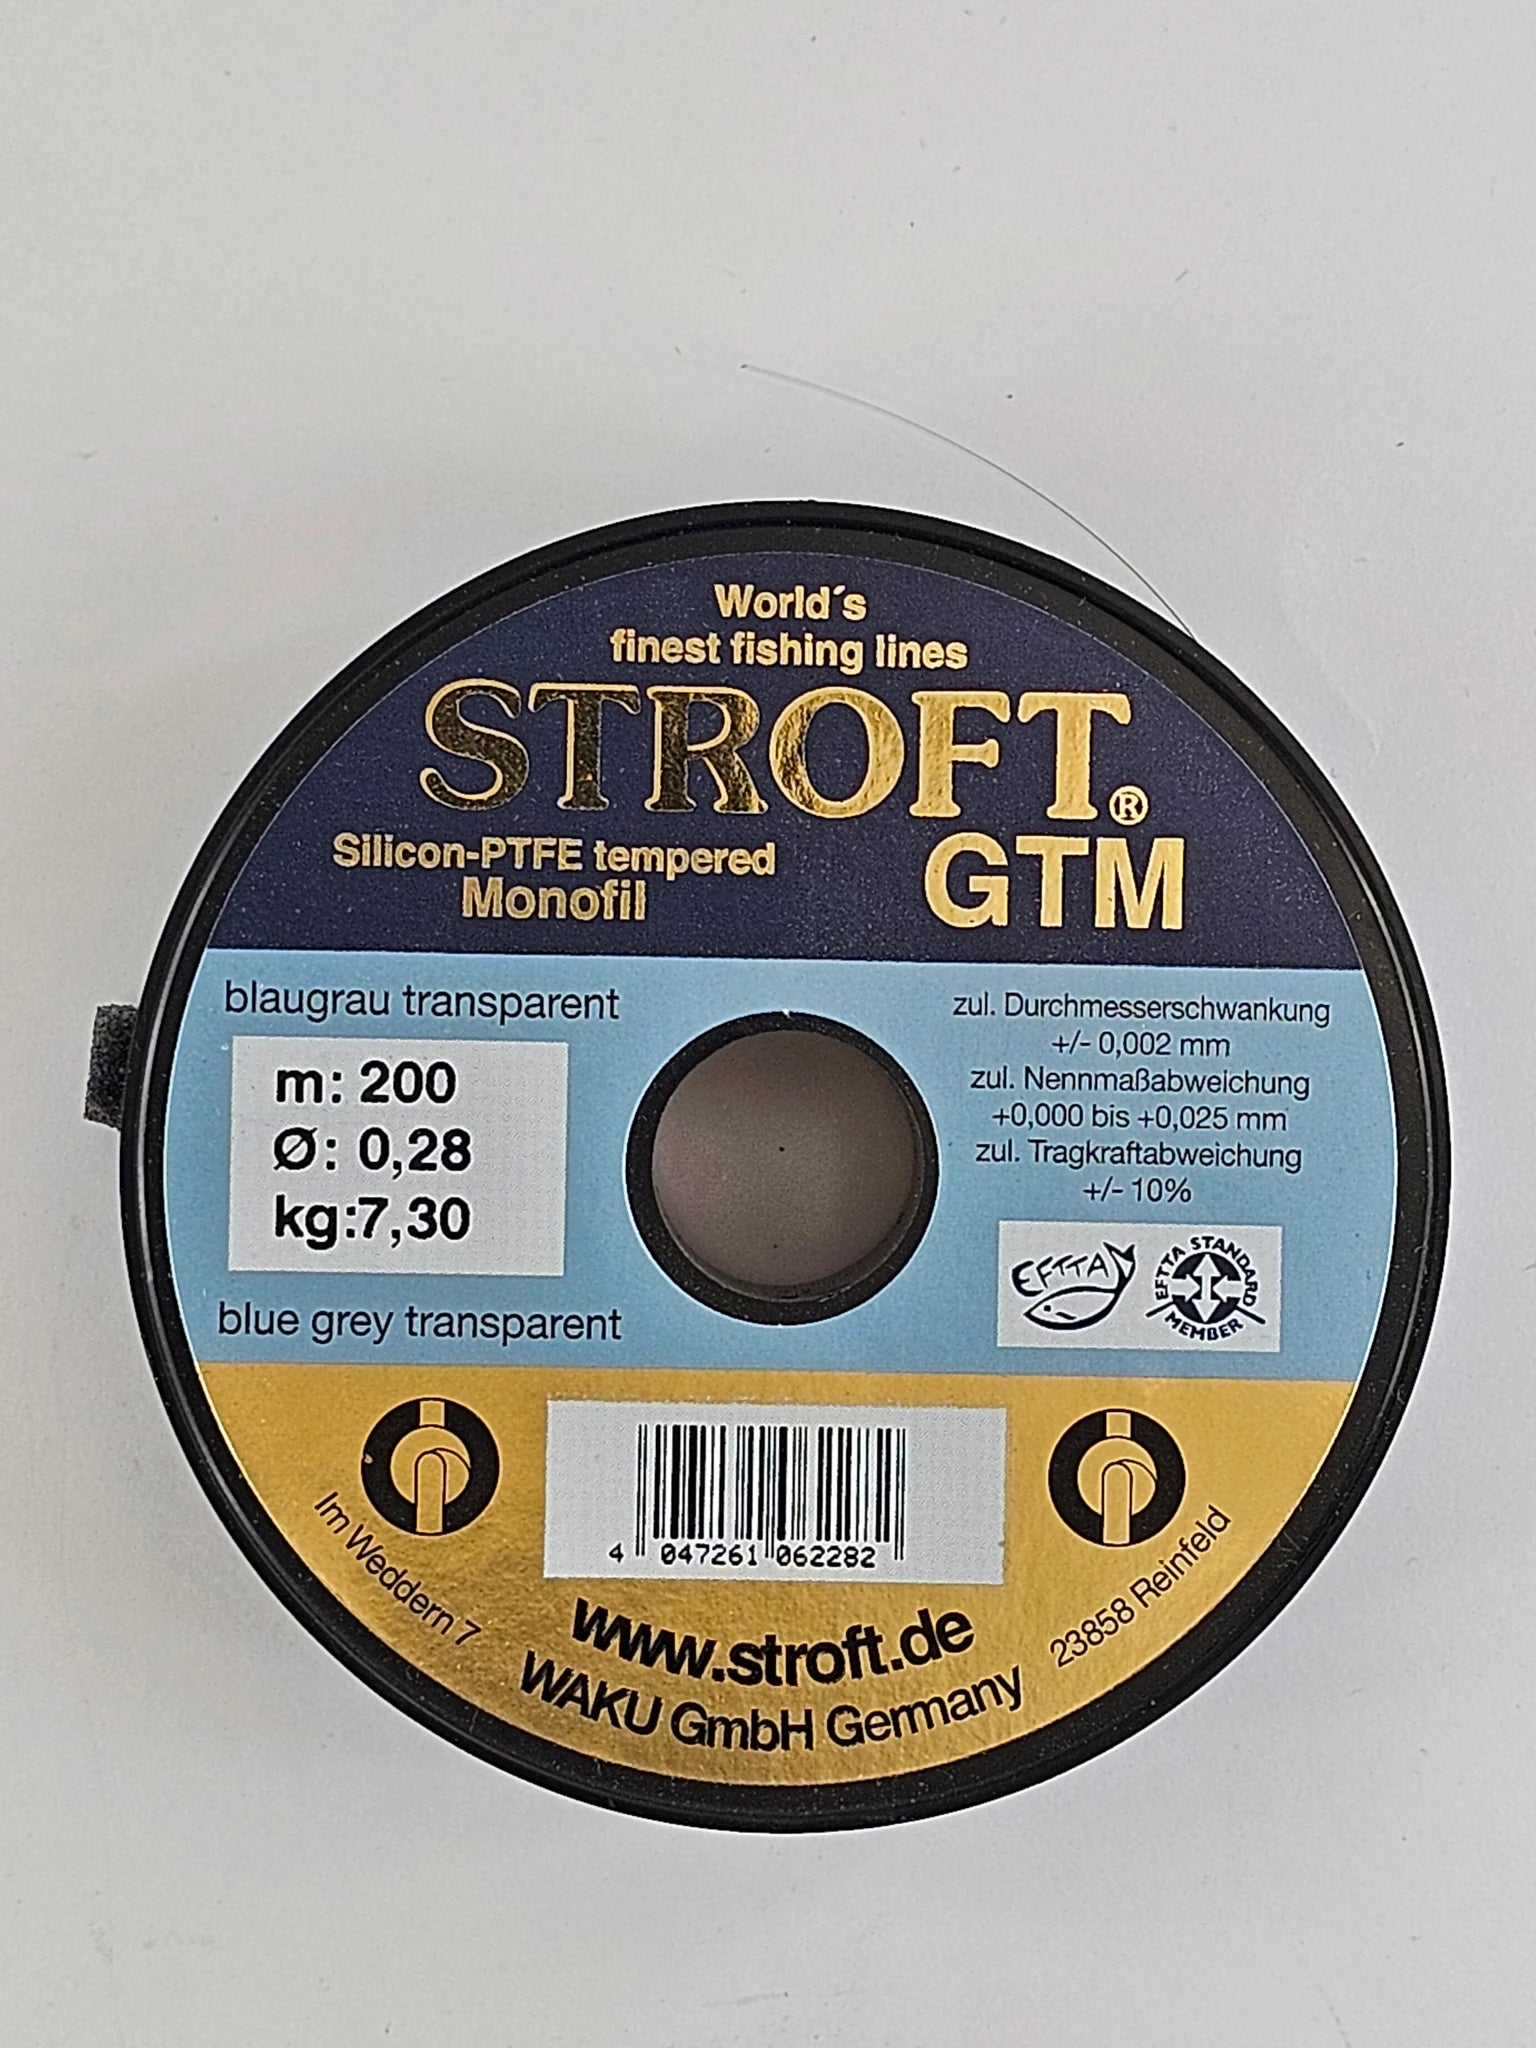 World´s
finest fishing lines
STROFT®
GTM
Silicon-PTFE tempered
Monofil
blaugrau transparent
m: 200
Ø: 0,28
kg:7,30
blue grey transparent
zul. Durchmesserschwankung
+/- 0,002 mm
zul. Nennmaßabweichung
+0,000 bis +0,025 mm
zul. Tragkraftabweichung
+/- 10%
EFTTA
EFTTA STANDARD
MEMBER
4 047261 062282
Im Weddern 7
www.stroft.de
WAKU GmbH Germany
23858 Reinfeld